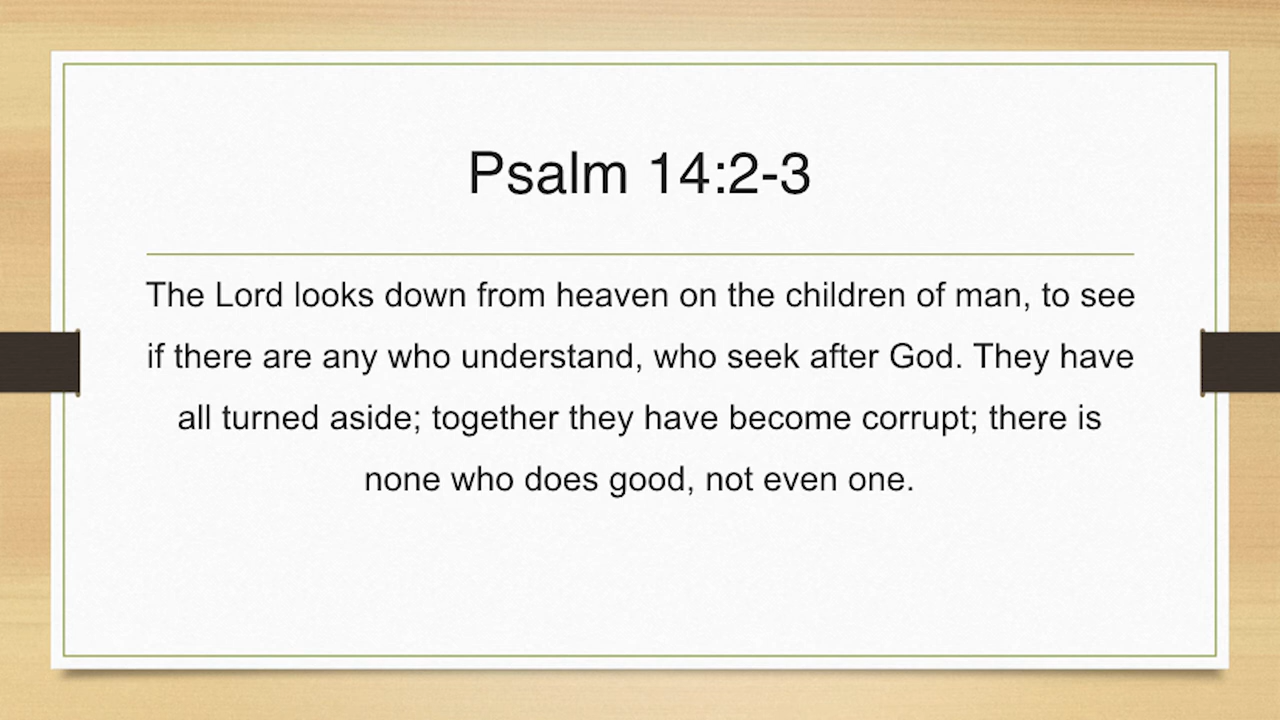 Psalm 14:2-3
The Lord looks down from heaven on the children of man, to see
if there are any who understand, who seek after God. They have
all turned aside; together they have become corrupt; there is
none who does good, not even one.